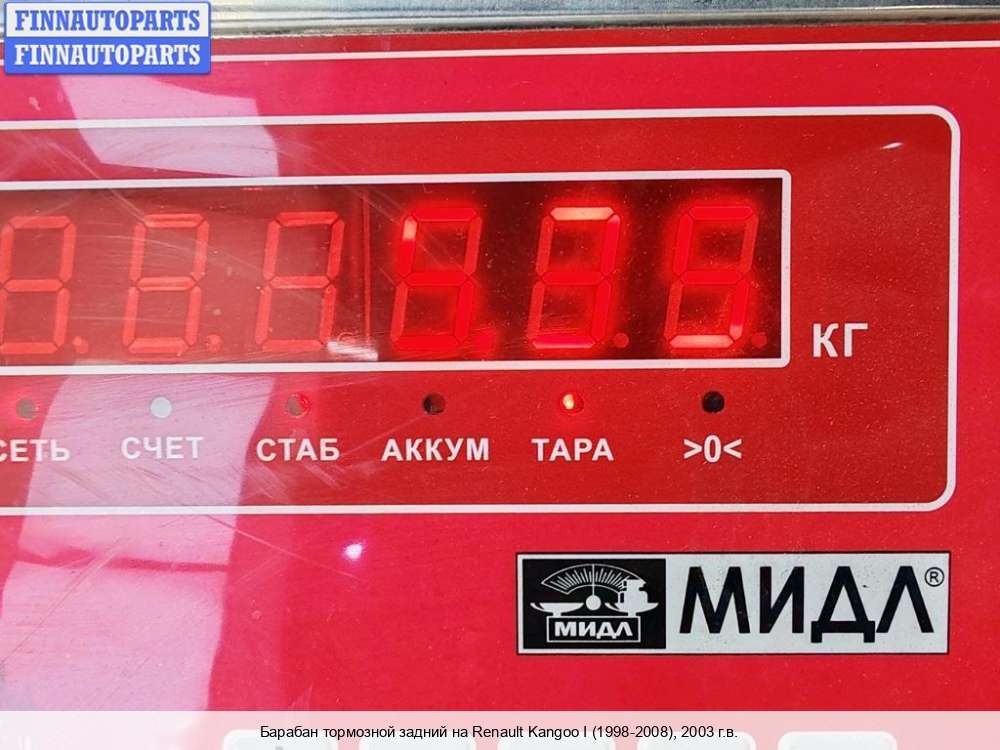 FINNAUTOPARTS
FINNAUTOPARTS
КГ
СЕТЬ СЧЕТ СТАБ АККУМ ТАРА >0<
МИДЛ МИДЛ®
Барабан тормозной задний на Renault Kangoo I (1998-2008), 2003 г.в.